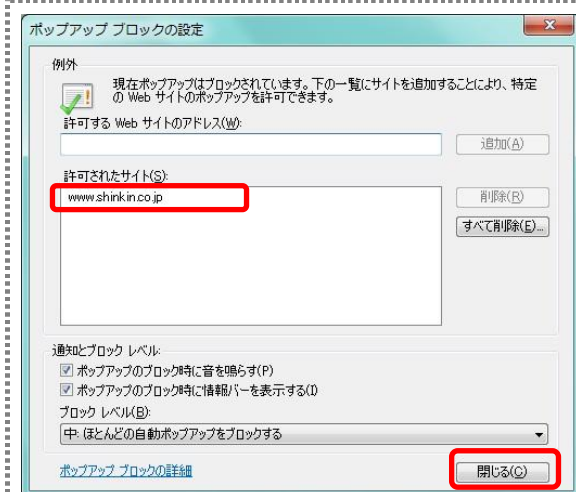 ポップアップ ブロックの設定
例外
現在ポップアップはブロックされています。下の一覧にサイトを追加することにより、特定
の Web サイトのポップアップを許可できます。
許可する Web サイトのアドレス(W):
追加(A)
許可されたサイト(S):
www.shinkin.co.jp
削除(R)
すべて削除(E)...
通知とブロック レベル:
ポップアップのブロック時に音を鳴らす(P)
ポップアップのブロック時に情報バーを表示する(I)
ブロック レベル(B):
中: ほとんどの自動ポップアップをブロックする
ポップアップ ブロックの詳細
閉じる(C)